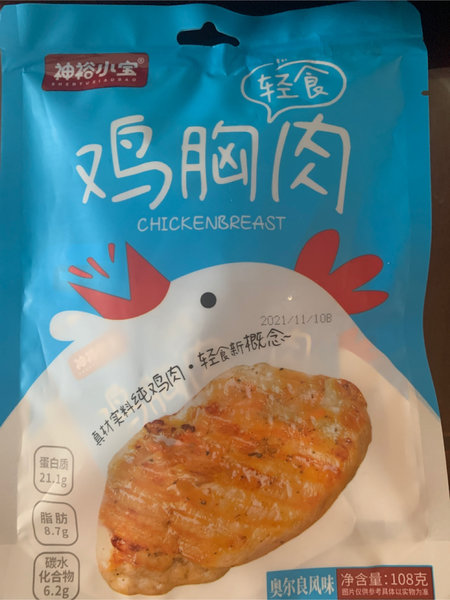 神裕小宝®
SHENYUXIAOBAO
轻食
鸡胸肉
CHICKENBREAST
2021/11/10B
真材实料纯鸡肉·轻食新概念~
蛋白质
21.1g
脂肪
8.7g
碳水
化合物
6.2g
奥尔良风味
净含量:108克
图片仅供参考具体以实物为准